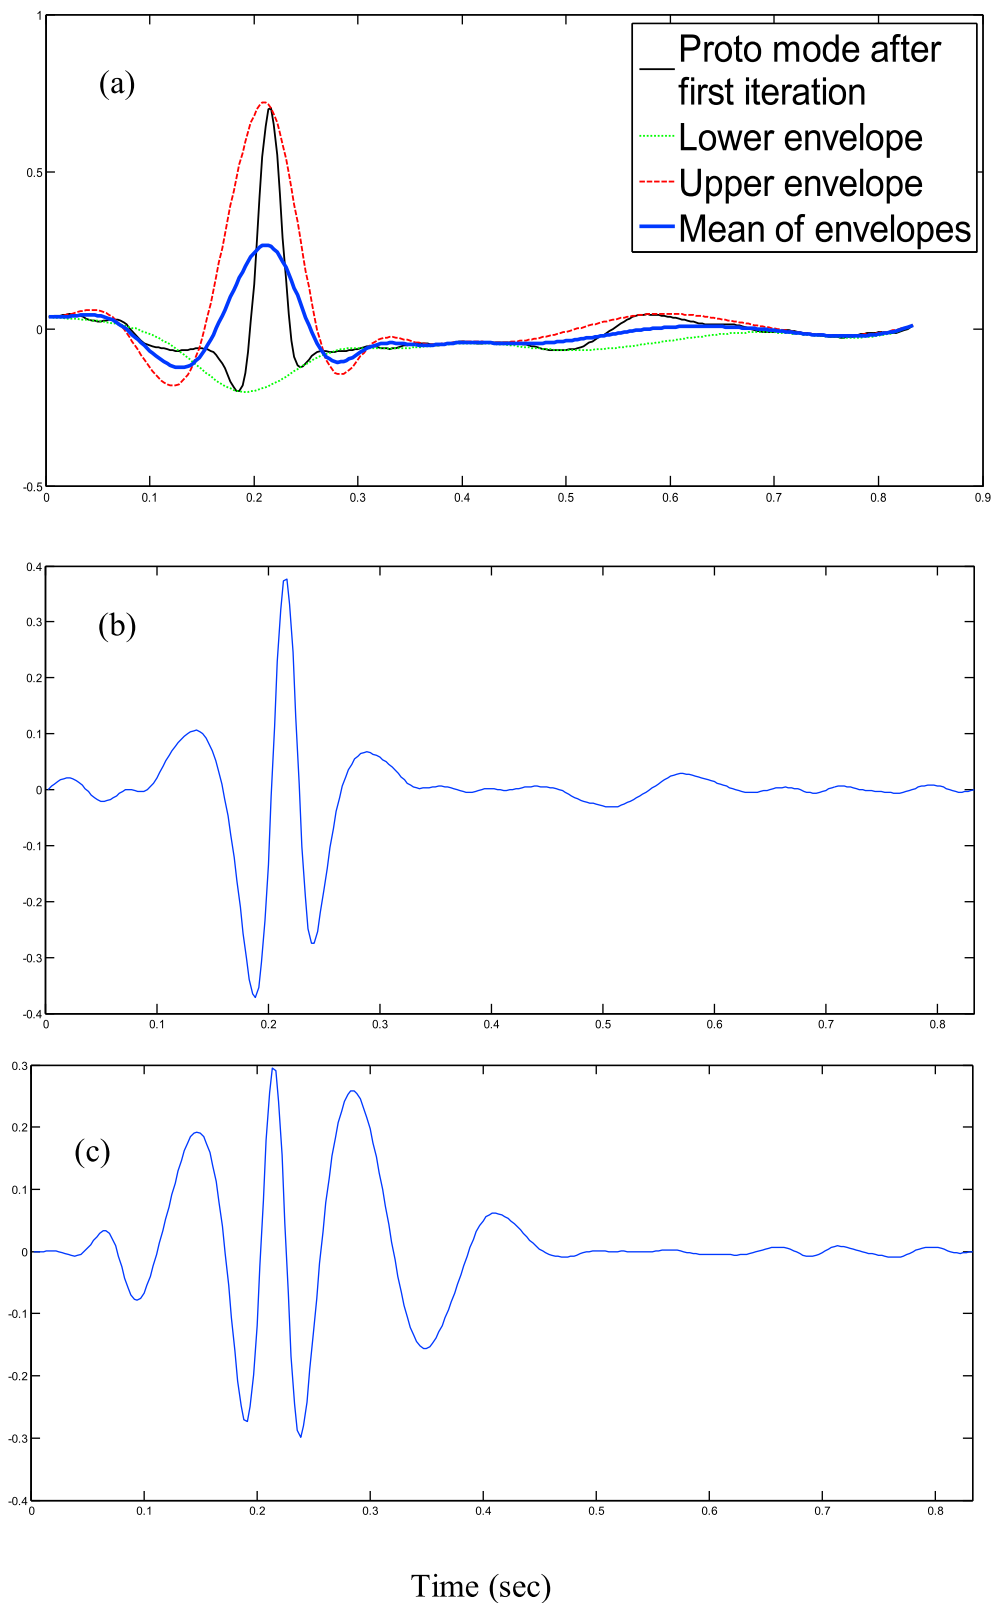 1
(a)
Proto mode after
first iteration
Lower envelope
Upper envelope
Mean of envelopes
0.5
0
-0.5
0 0.1 0.2 0.3 0.4 0.5 0.6 0.7 0.8 0.9
0.4
(b)
0.3
0.2
0.1
0
-0.1
-0.2
-0.3
-0.4
0 0.1 0.2 0.3 0.4 0.5 0.6 0.7 0.8
0.3
0.2
(c)
0.1
0
-0.1
-0.2
-0.3
-0.4
0 0.1 0.2 0.3 0.4 0.5 0.6 0.7 0.8
Time (sec)